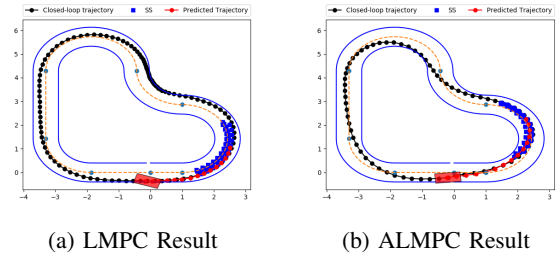 Closed-loop trajectory SS Predicted Trajectory
6
5
4
3
2
1
0
−4 −3 −2 −1 0 1 2 3
(a) LMPC Result
Closed-loop trajectory SS Predicted Trajectory
6
5
4
3
2
1
0
−4 −3 −2 −1 0 1 2 3
(b) ALMPC Result